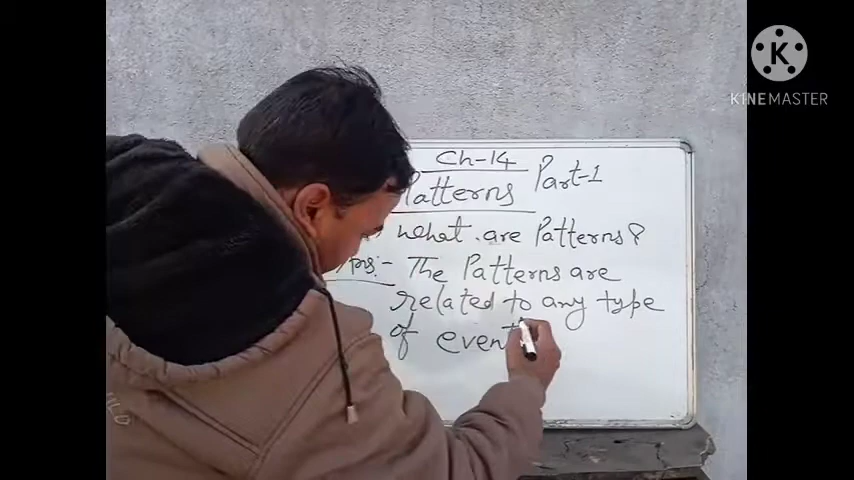 Ch-14
Patterns Part-1
What are Patterns?
The Patterns are
related to any type
of event
KINEMASTER